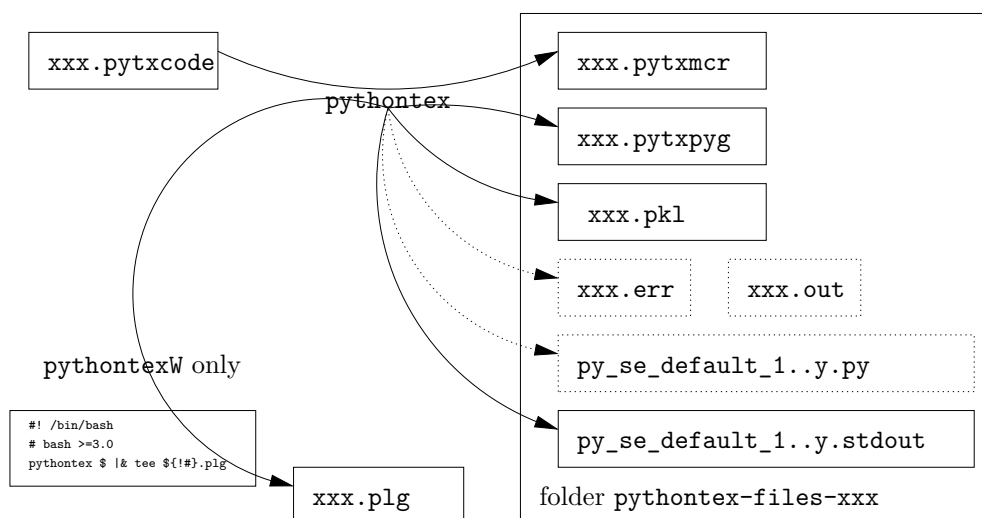 xxx.pytxcode
pythontex
xxx.pytxmcr
xxx.pytxpyg
xxx.pkl
xxx.err
xxx.out
py_se_default_1..y.py
py_se_default_1..y.stdout
folder pythontex-files-xxx
pythontexW only
#! /bin/bash
# bash >=3.0
pythontex $ |& tee ${!#}.plg
xxx.plg